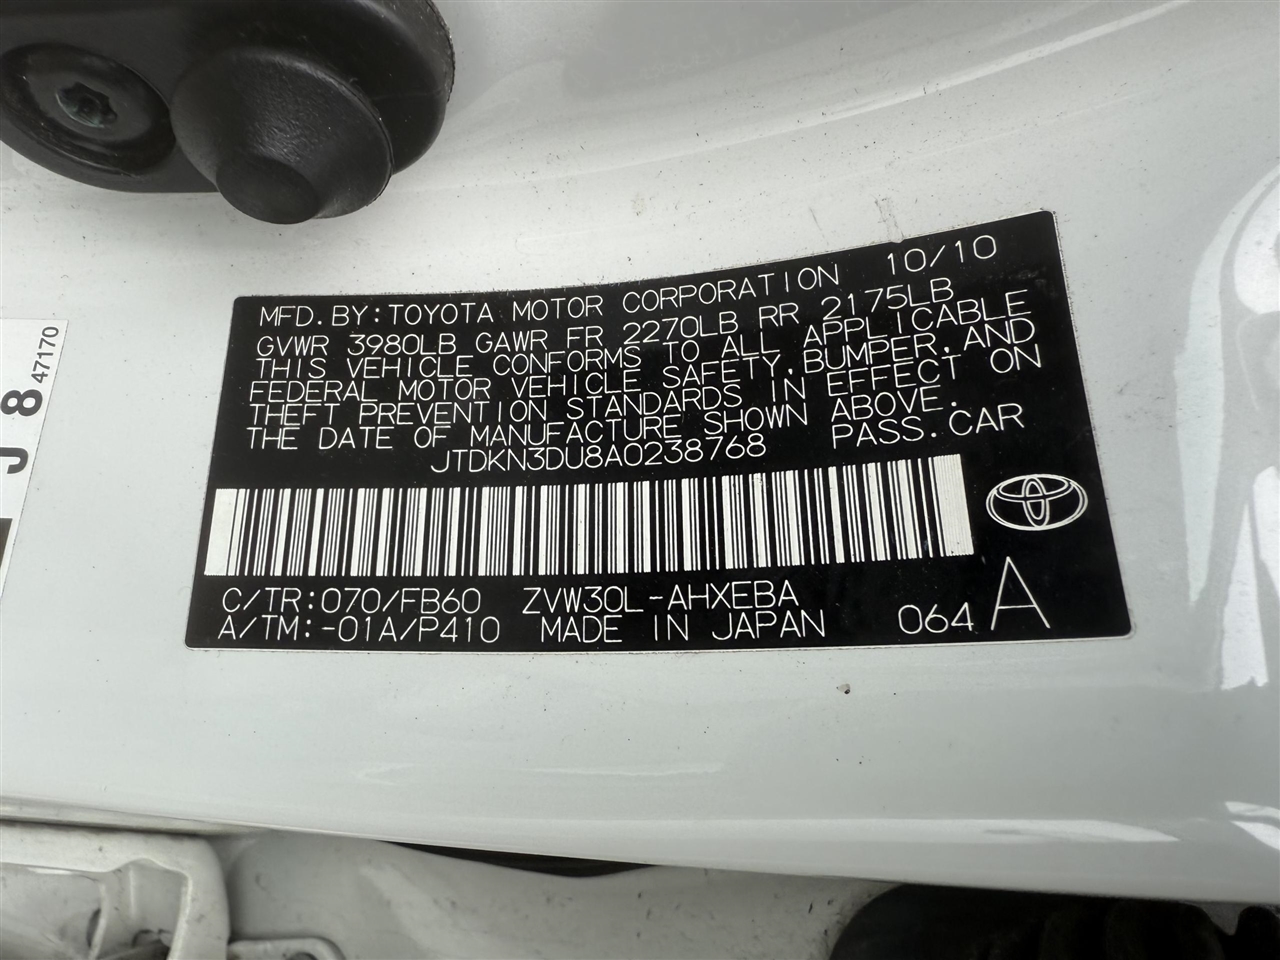 MFD. BY: TOYOTA MOTOR CORPORATION 10/10
GVWR 3980LB GAWR FR 2270LB RR 2175LB
THIS VEHICLE CONFORMS TO ALL APPLICABLE
FEDERAL MOTOR VEHICLE SAFETY, BUMPER, AND
THEFT PREVENTION STANDARDS IN EFFECT ON
THE DATE OF MANUFACTURE SHOWN ABOVE.
JTDKN3DU8A0238768 PASS. CAR
C/TR: 070/FB60 ZVW30L-AHXEBA
A/TM: -01A/P410 MADE IN JAPAN 064 A
J 8 47170